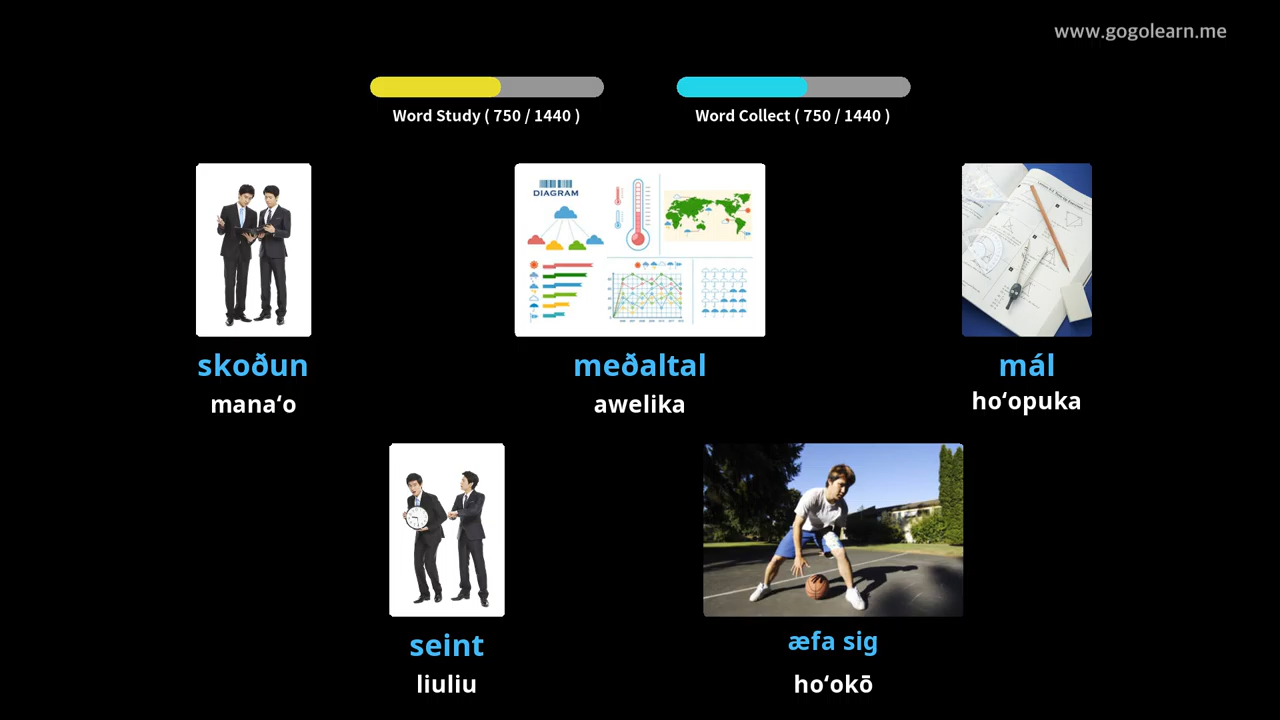 www.gogolearn.me
Word Study ( 750 / 1440 )
Word Collect ( 750 / 1440 )
DIAGRAM
skoðun
manaʻo
meðaltal
awelika
mál
hoʻopuka
seint
liuliu
æfa sig
hoʻokō